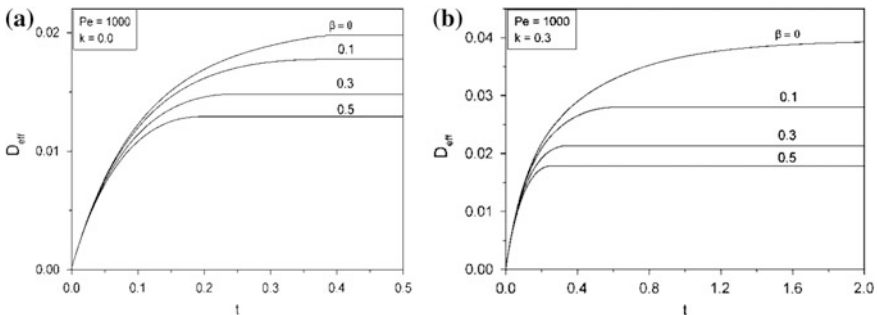 (a)
Pe = 1000
k = 0.0
β = 0
0.1
0.3
0.5
0.02
0.01
0.00
D_eff
0.0 0.1 0.2 0.3 0.4 0.5
t
(b)
Pe = 1000
k = 0.3
β = 0
0.1
0.3
0.5
0.04
0.03
0.02
0.01
0.00
D_eff
0.0 0.4 0.8 1.2 1.6 2.0
t